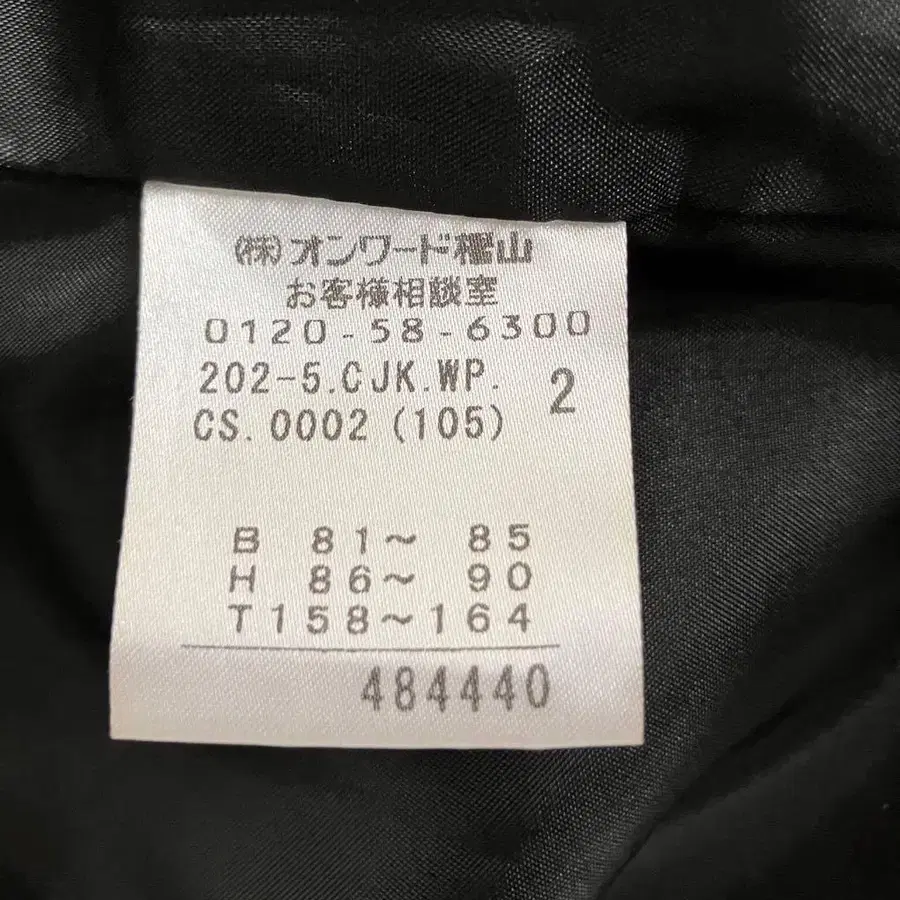 ㈱オンワード樫山
お客様相談室
0120-58-6300
202-5.CJK.WP. 2
CS.0002(105)
B 81～ 85
H 86～ 90
T158～164
484440